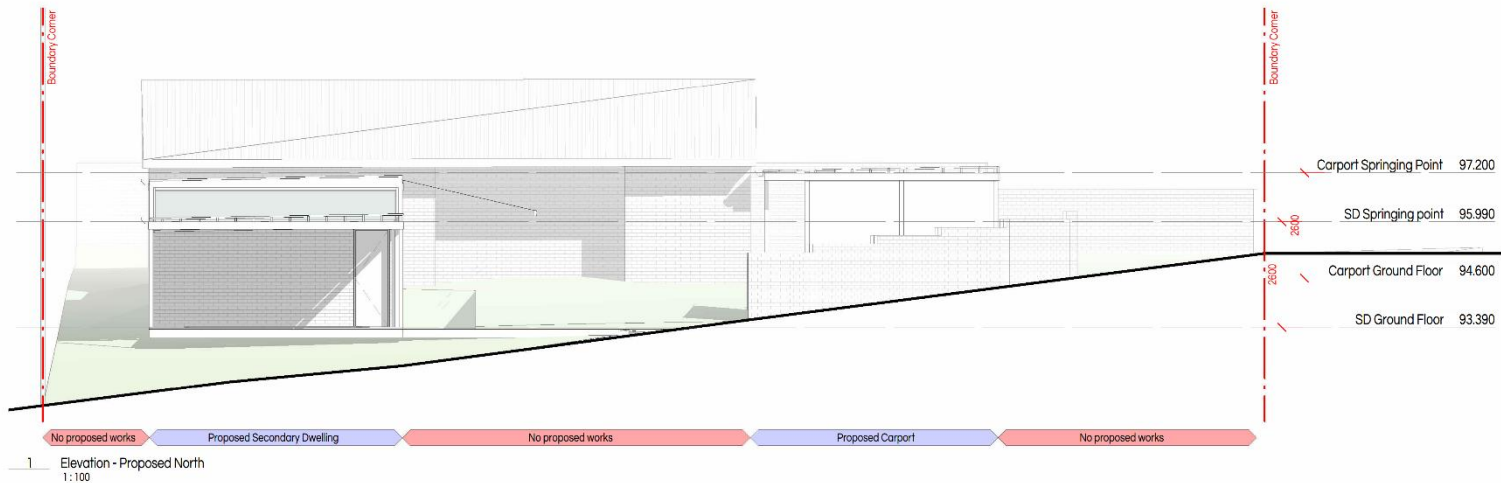 Boundary Corner
Boundary Corner
Carport Springing Point 97.200
SD Springing point 95.990
2600
Carport Ground Floor 94.600
2600
SD Ground Floor 93.390
No proposed works
Proposed Secondary Dwelling
No proposed works
Proposed Carport
No proposed works
1 Elevation - Proposed North
1 : 100